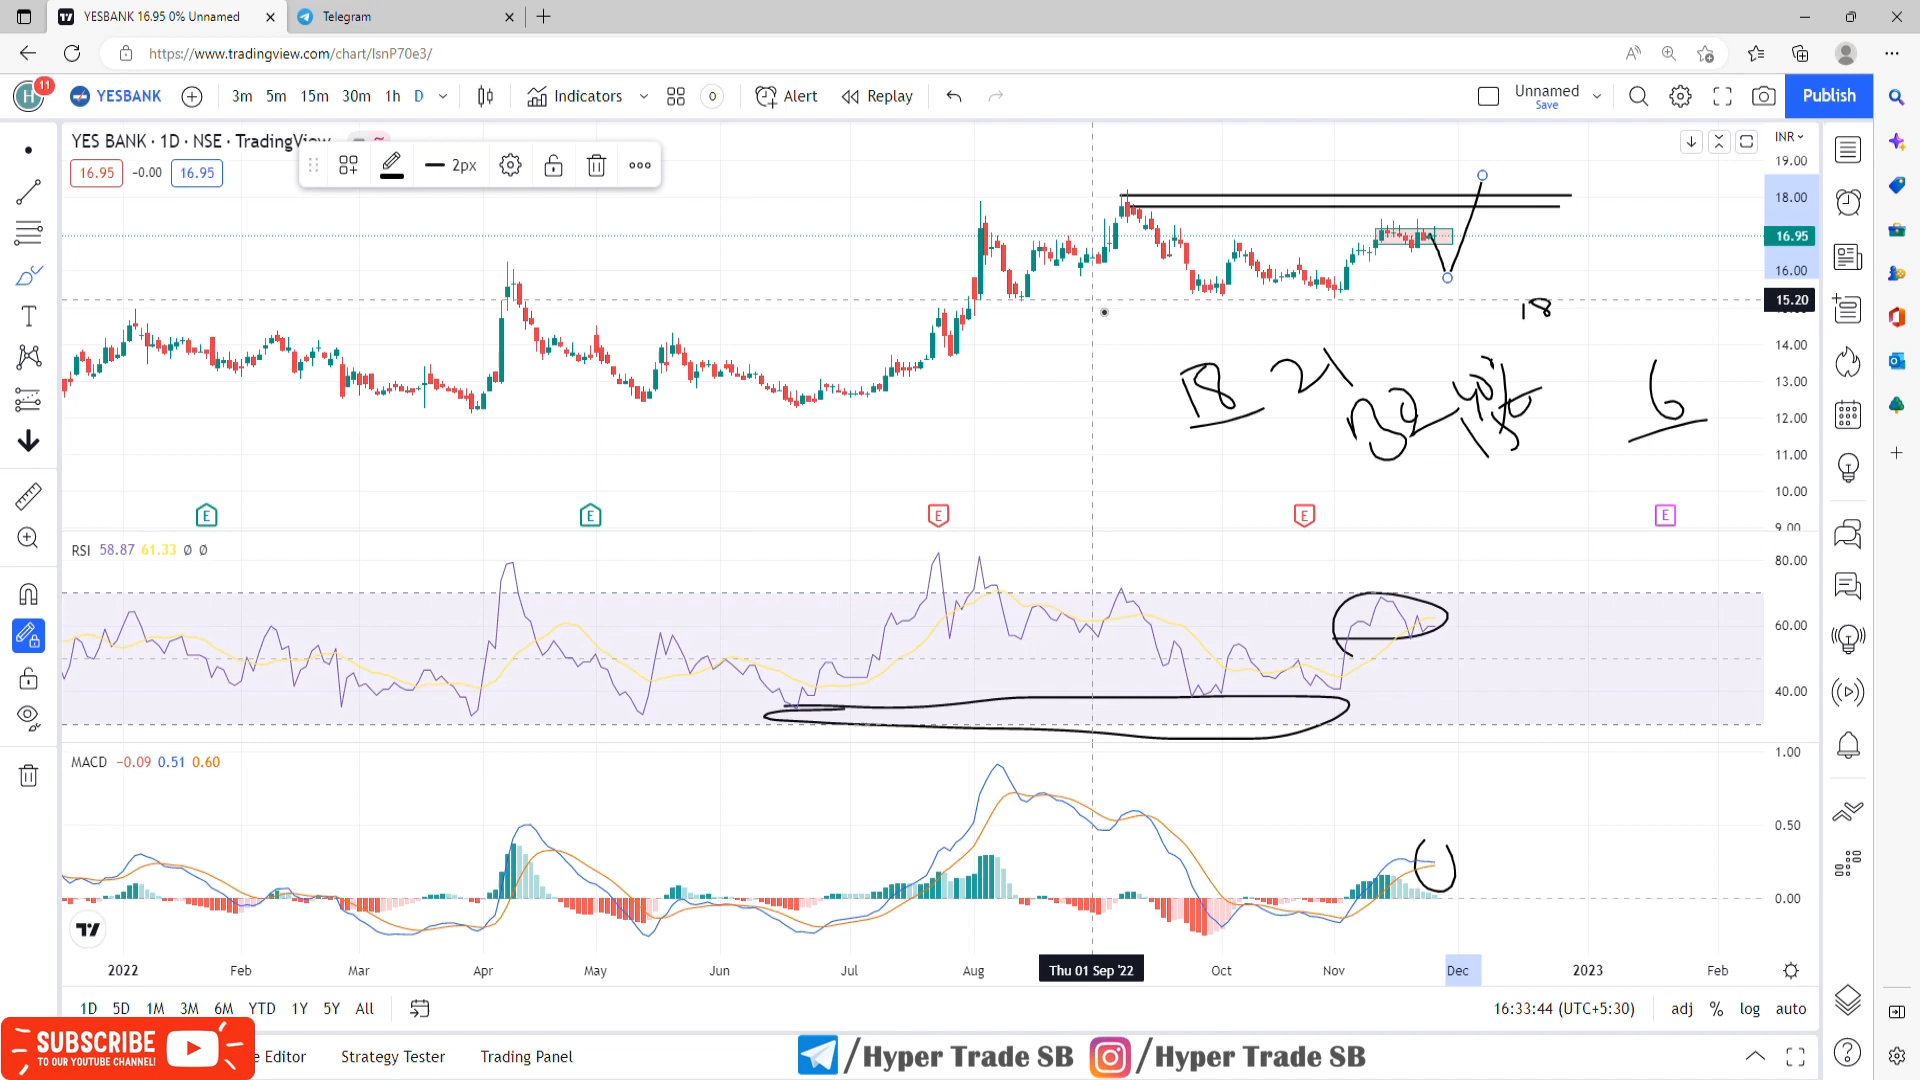 YESBANK 16.95 0% Unnamed
Telegram
https://www.tradingview.com/chart/lsnP70e3/
H 11
YESBANK 3m 5m 15m 30m 1h D Indicators 0 Alert Replay Unnamed Save Publish
YES BANK · 1D · NSE · TradingView
INR
16.95 -0.00 16.95
2px
19.00
18.00
16.95
16.00
15.20
14.00
13.00
12.00
11.00
10.00
9.00
18
18 21
6
E E E E E
RSI 58.87 61.33 Ø Ø
80.00
60.00
40.00
MACD -0.09 0.51 0.60
1.00
0.50
0.00
2022 Feb Mar Apr May Jun Jul Aug Thu 01 Sep '22 Oct Nov Dec 2023 Feb
1D 5D 1M 3M 6M YTD 1Y 5Y All
16:33:44 (UTC+5:30) adj % log auto
SUBSCRIBE
TO OUR YOUTUBE CHANNEL!
e Editor Strategy Tester Trading Panel
/Hyper Trade SB /Hyper Trade SB